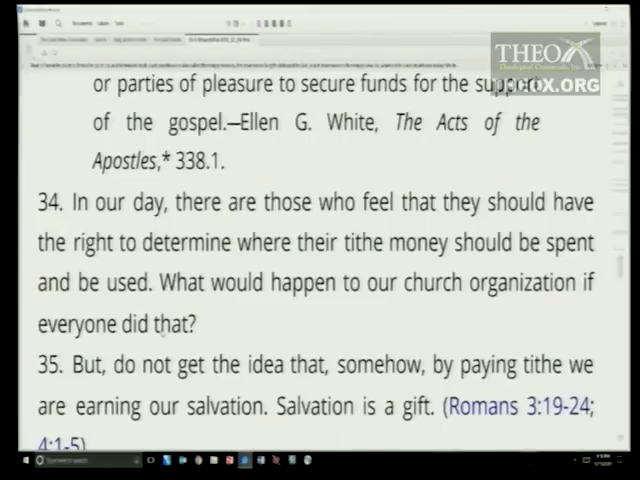 THEOX
THEOX.ORG
or parties of pleasure to secure funds for the support
of the gospel.—Ellen G. White, The Acts of the
Apostles,* 338.1.
34. In our day, there are those who feel that they should have
the right to determine where their tithe money should be spent
and be used. What would happen to our church organization if
everyone did that?
35. But, do not get the idea that, somehow, by paying tithe we
are earning our salvation. Salvation is a gift. (Romans 3:19-24;
4:1-5)